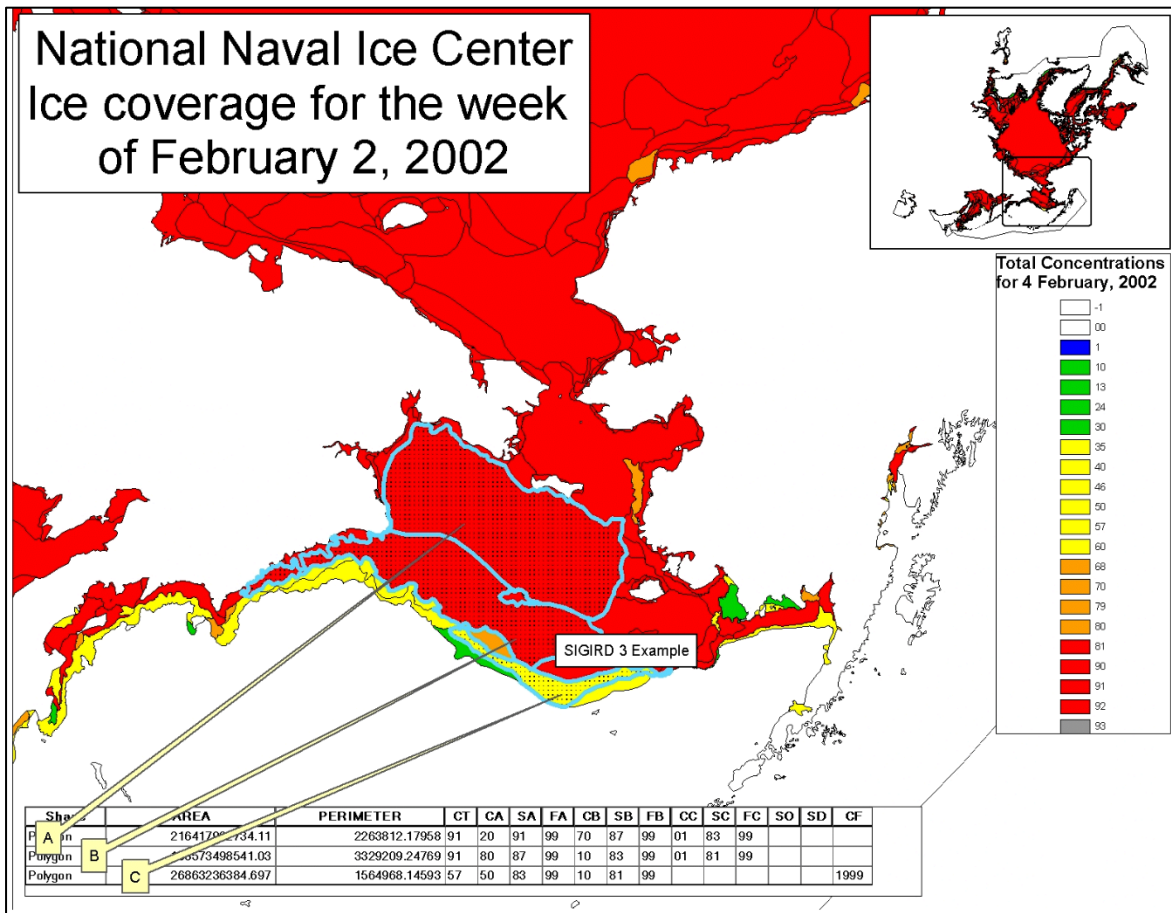 National Naval Ice Center
Ice coverage for the week
of February 2, 2002
Total Concentrations
for 4 February, 2002
-1
00
1
10
13
24
30
35
40
46
50
57
60
68
70
79
80
81
90
91
92
93
SIGIRD 3 Example
AREA PERIMETER CT CA SA FA CB SB FB CC SC FC SO SD CF
A 2263812.17958 91 20 91 99 70 87 99 01 83 99
B 3329209.24769 91 80 87 99 10 83 99 01 81 99
Polygon C 26863236384.697 1564968.14593 57 50 83 99 10 81 99 1999